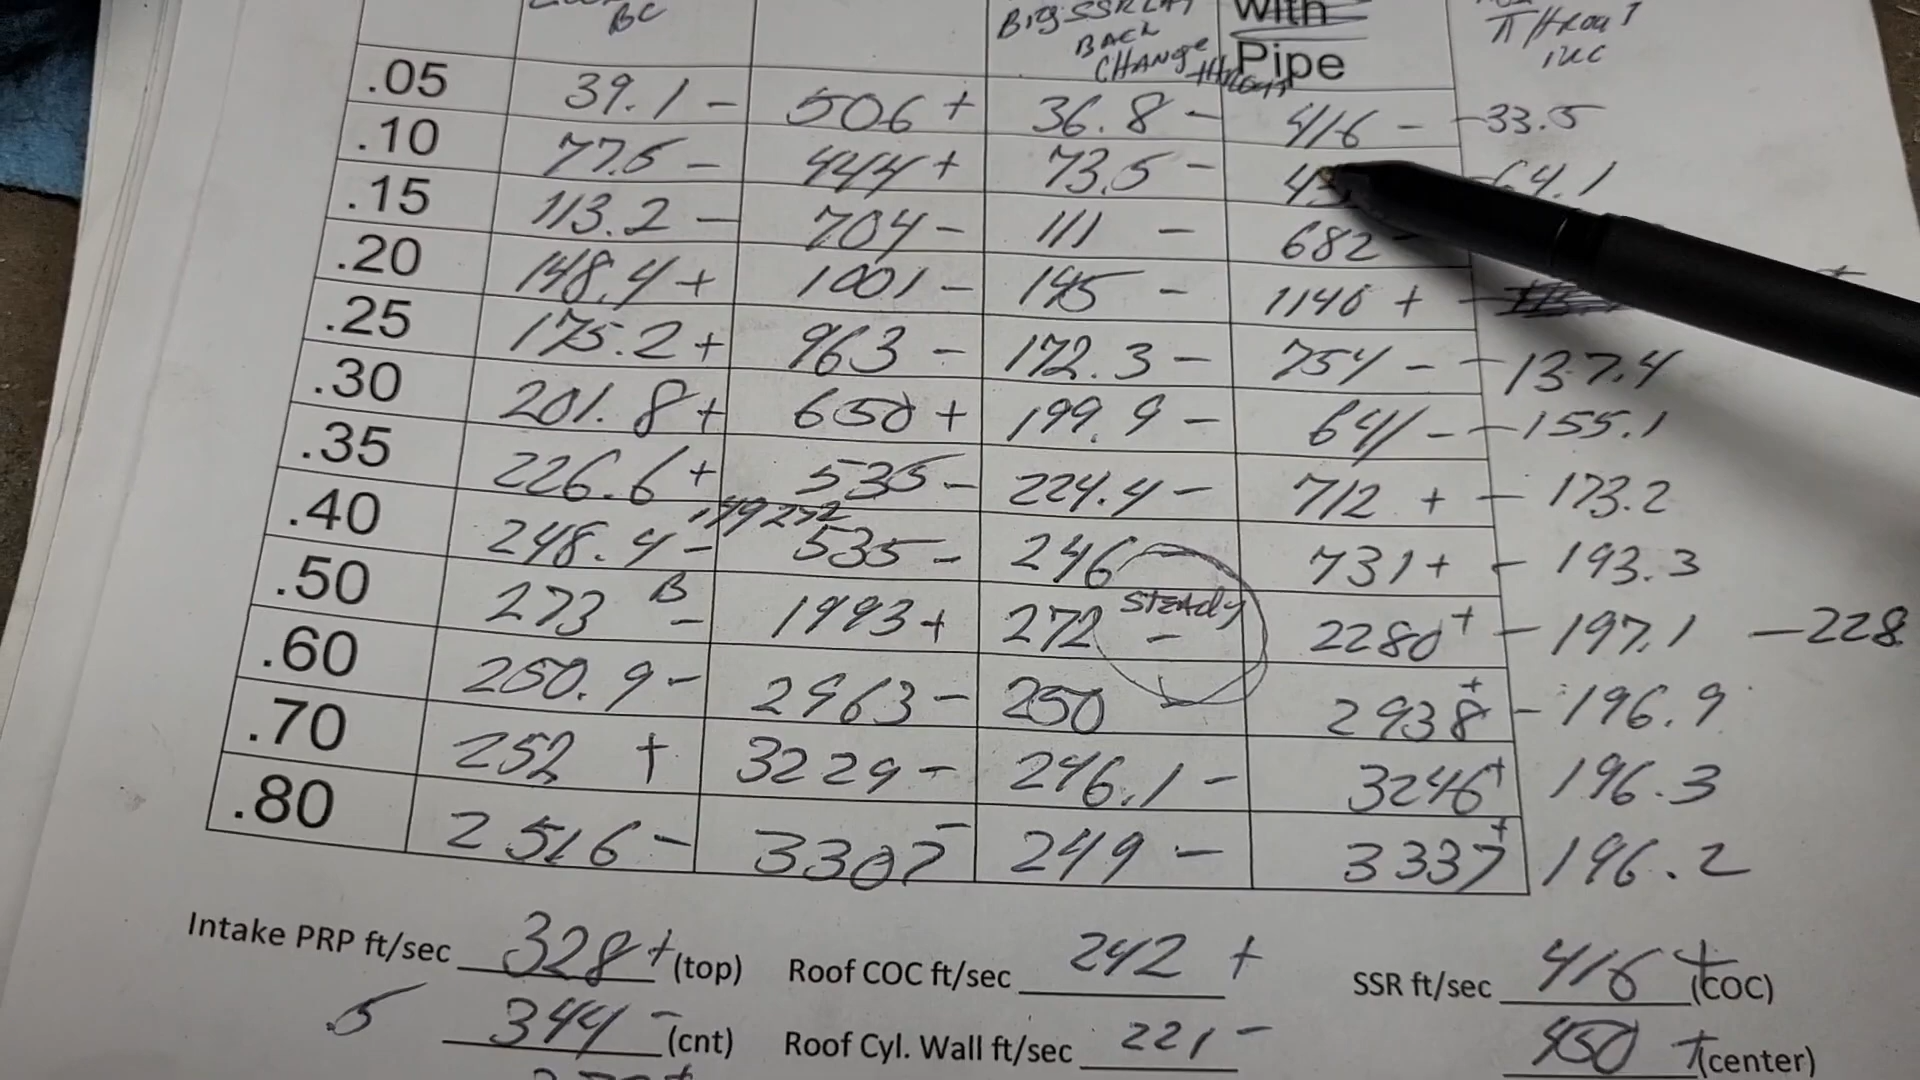 BC BACK With
CHANGE Pipe inc
.05 39.1 - 506 + 36.8 - 416 - -33.5
.10 77.5 - 444 + 73.5 - -64.1
.15 113.2 - 704 - 111 - 682 -
.20 148.4 + 1001 - 145 - 1140 +
.25 175.2 + 963 - 172.3 - 754 - -137.4
.30 201.8 + 650 + 199.9 - 641 - -155.1
.35 226.6 + 535 - 224.4 - 712 + - 173.2
.40 248.4 - 535 - 246 - 731 + - 193.3
.50 273 B - 1993 + 272 STEADY - 2280 + - 197.1 - 228
.60 250.9 - 2963 - 250 2938 + - 196.9
.70 252 + 3229 - 246.1 - 3246 + 196.3
.80 251.6 - 3307 - 249 - 3337 + 196.2
Intake PRP ft/sec 328 + (top) Roof COC ft/sec 242 + SSR ft/sec 416 + (coc)
.5 344 - (cnt) Roof Cyl. Wall ft/sec 221 - 450 + (center)